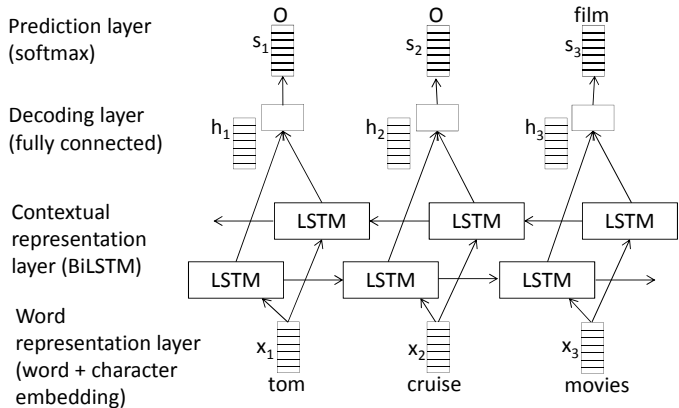 Prediction layer
(softmax)
O
O
film
s1
s2
s3
Decoding layer
(fully connected)
h1
h2
h3
Contextual
representation
layer (BiLSTM)
LSTM
LSTM
LSTM
LSTM
LSTM
LSTM
Word
representation layer
(word + character
embedding)
x1
x2
x3
tom
cruise
movies